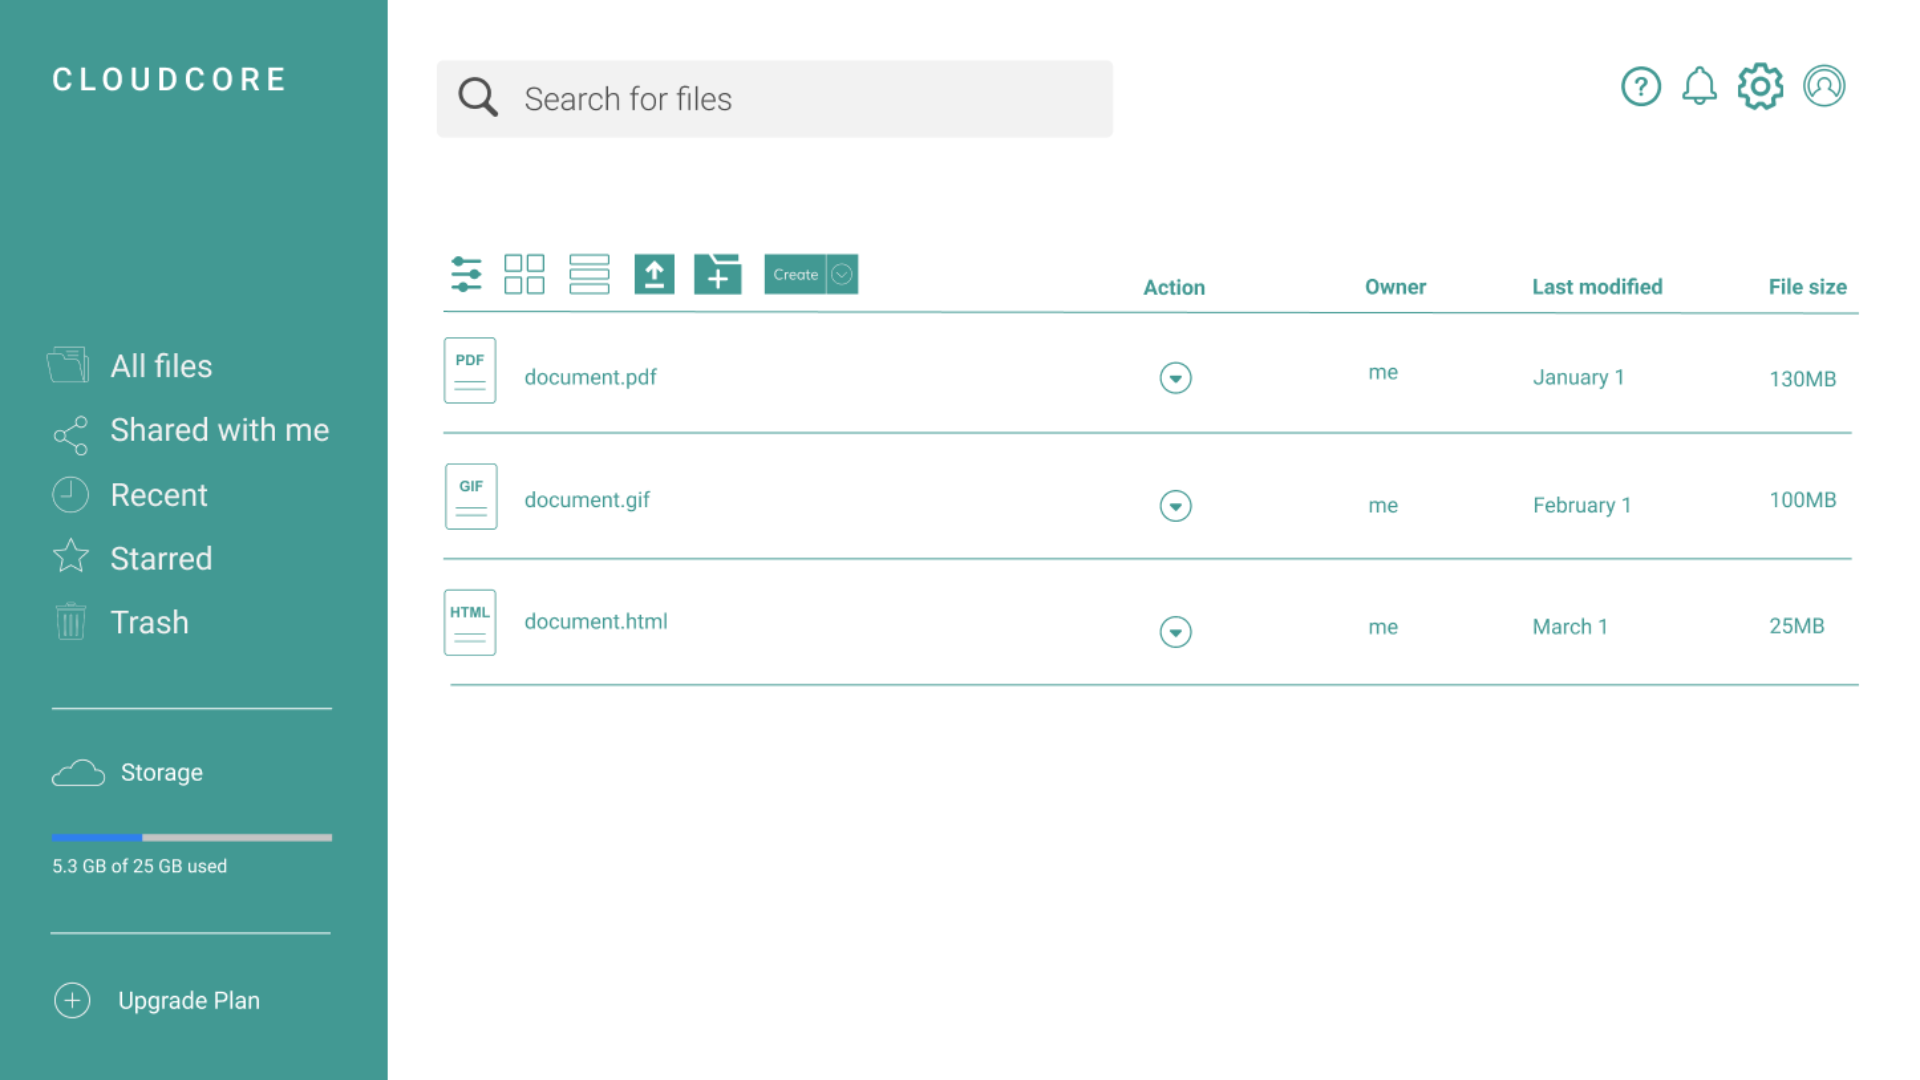 CLOUDCORE
Search for files
?
Create
Action Owner Last modified File size
PDF
document.pdf me January 1 130MB
GIF
document.gif me February 1 100MB
HTML
document.html me March 1 25MB
All files
Shared with me
Recent
Starred
Trash
Storage
5.3 GB of 25 GB used
Upgrade Plan